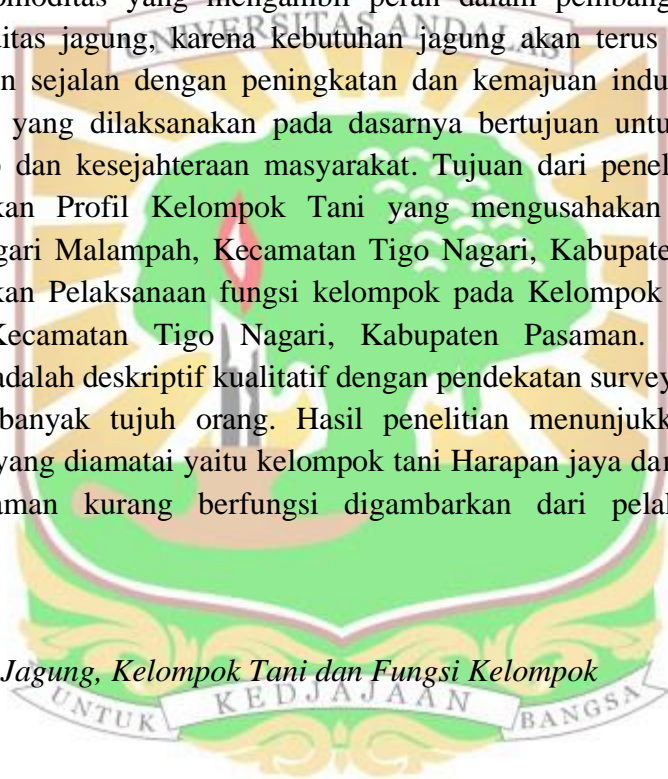 moditas yang mengambil peran dalam pembang
UNIVERSITAS ANDALAS
itas jagung, karena kebutuhan jagung akan terus
n sejalan dengan peningkatan dan kemajuan indu
yang dilaksanakan pada dasarnya bertujuan untu
dan kesejahteraan masyarakat. Tujuan dari penel
kan Profil Kelompok Tani yang mengusahakan
gari Malampah, Kecamatan Tigo Nagari, Kabupate
kan Pelaksanaan fungsi kelompok pada Kelompok
Kecamatan Tigo Nagari, Kabupaten Pasaman.
adalah deskriptif kualitatif dengan pendekatan survey
banyak tujuh orang. Hasil penelitian menunjukk
yang diamatai yaitu kelompok tani Harapan jaya da
aman kurang berfungsi digambarkan dari pela
Jagung, Kelompok Tani dan Fungsi Kelompok
UNTUK KEDJAJAAN BANGSA